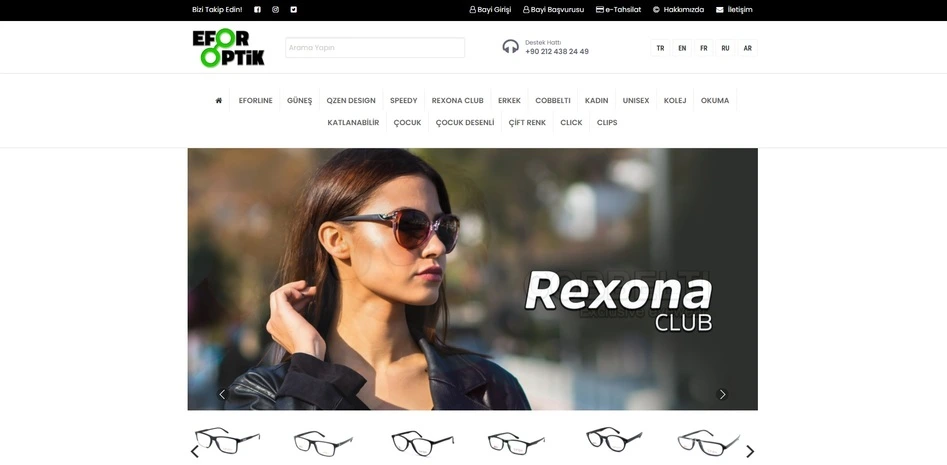 Bizi Takip Edin! Bayi Girişi Bayi Başvurusu e-Tahsilat Hakkımızda İletişim
EFOR
OPTiK
Arama Yapın
Destek Hattı
+90 212 438 24 49
TR EN FR RU AR
EFORLINE GÜNEŞ QZEN DESIGN SPEEDY REXONA CLUB ERKEK COBBELTI KADIN UNISEX KOLEJ OKUMA
KATLANABİLİR ÇOCUK ÇOCUK DESENLİ ÇİFT RENK CLICK CLIPS
Rexona
CLUB